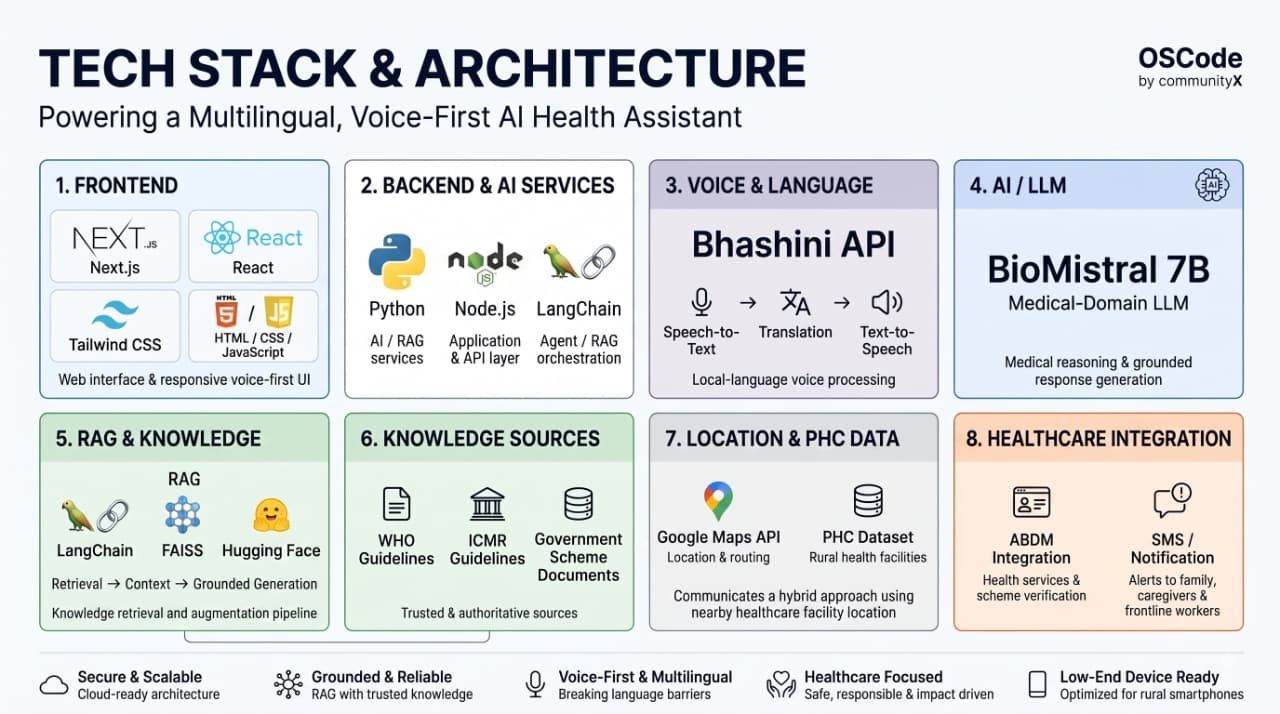 TECH STACK & ARCHITECTURE
Powering a Multilingual, Voice-First AI Health Assistant
OSCode
by communityX
1. FRONTEND
NEXT.JS
Next.js
React
React
Tailwind CSS
HTML
5
/
JS
HTML / CSS /
JavaScript
Web interface & responsive voice-first UI
2. BACKEND & AI SERVICES
Python
AI / RAG
services
node
JS
Node.js
Application
& API layer
LangChain
Agent / RAG
orchestration
3. VOICE & LANGUAGE
Bhashini API
Speech-to-
Text
→
Translation
→
Text-to-
Speech
Local-language voice processing
4. AI / LLM
AI
BioMistral 7B
Medical-Domain LLM
Medical reasoning & grounded
response generation
5. RAG & KNOWLEDGE
RAG
LangChain
FAISS
Hugging Face
Retrieval → Context → Grounded Generation
Knowledge retrieval and augmentation pipeline
6. KNOWLEDGE SOURCES
WHO
Guidelines
ICMR
Guidelines
Government
Scheme
Documents
Trusted & authoritative sources
7. LOCATION & PHC DATA
Google Maps API
Location & routing
PHC Dataset
Rural health facilities
Communicates a hybrid approach using
nearby healthcare facility location
8. HEALTHCARE INTEGRATION
ABDM
Integration
Health services &
scheme verification
SMS /
Notification
Alerts to family,
caregivers &
frontline workers
Secure & Scalable
Cloud-ready architecture
Grounded & Reliable
RAG with trusted knowledge
Voice-First & Multilingual
Breaking language barriers
Healthcare Focused
Safe, responsible & impact driven
Low-End Device Ready
Optimized for rural smartphones